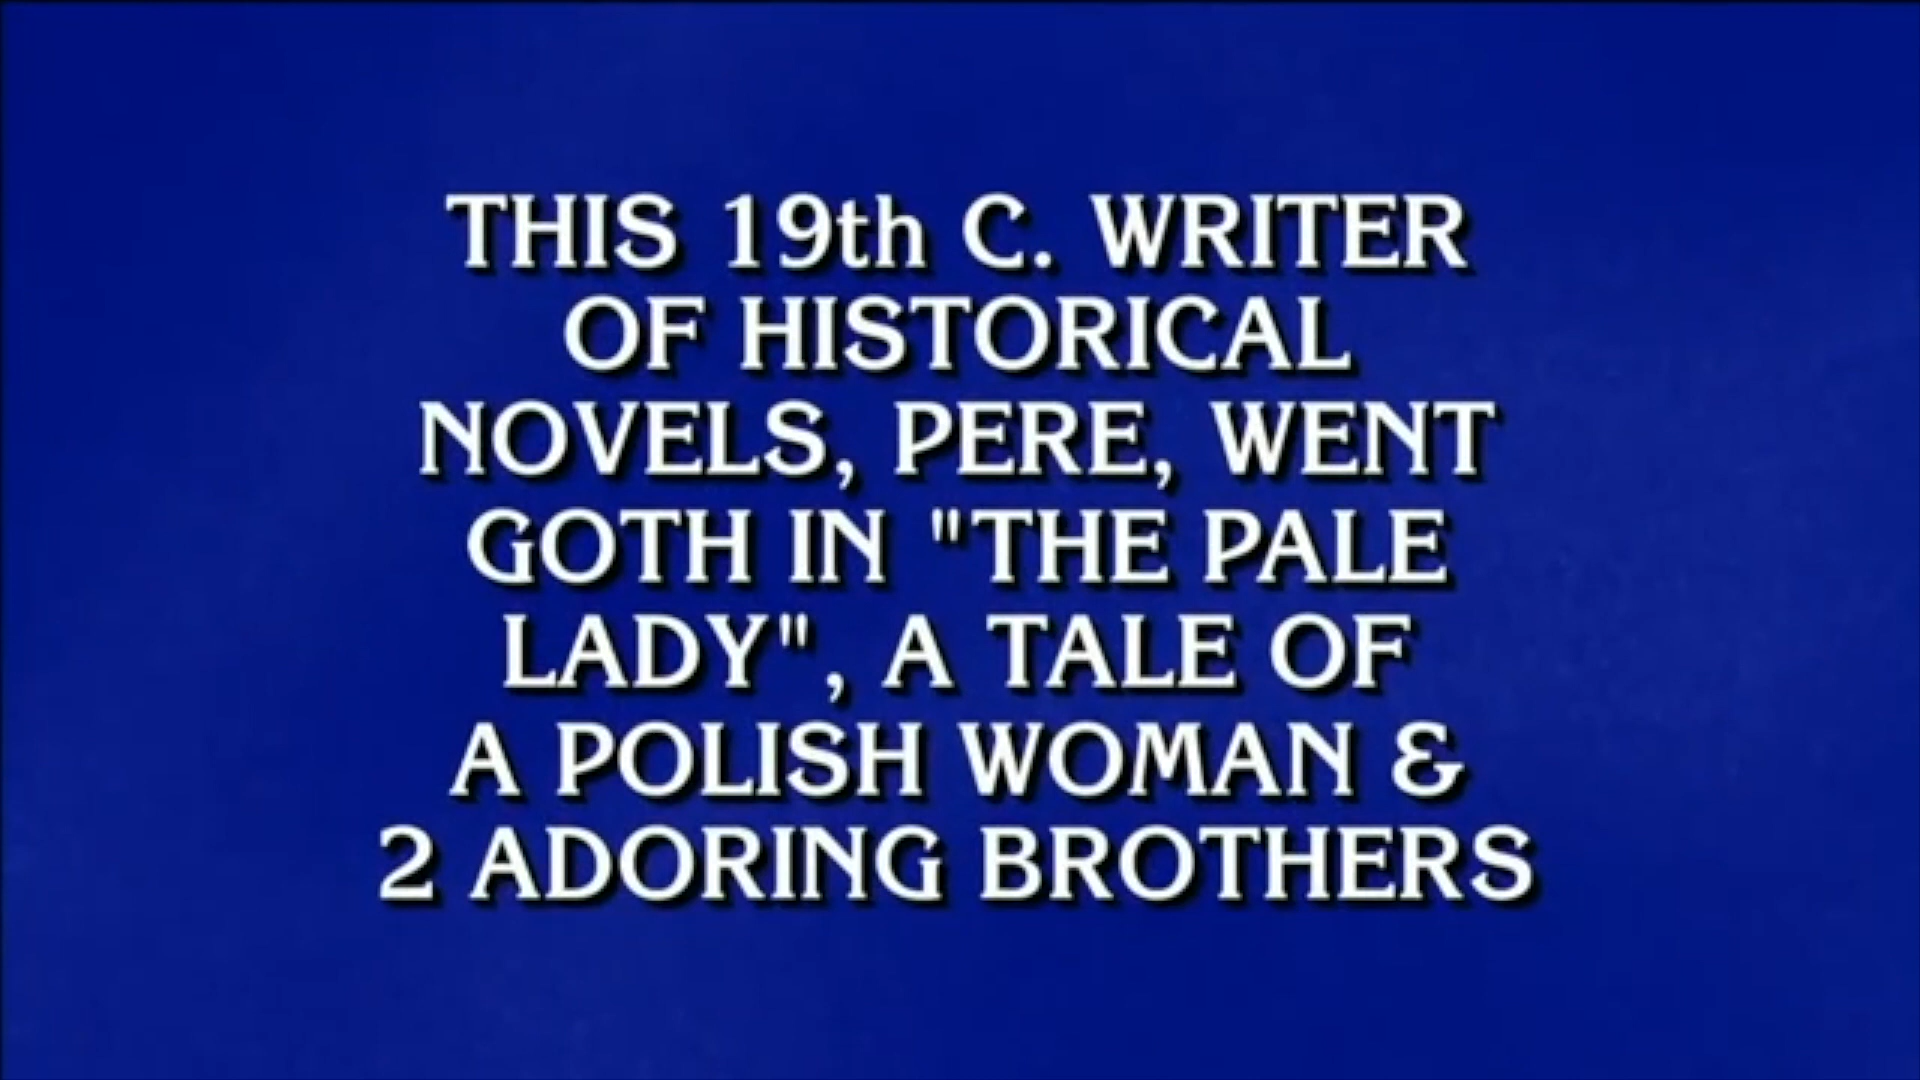 THIS 19th C. WRITER
OF HISTORICAL
NOVELS, PERE, WENT
GOTH IN "THE PALE
LADY", A TALE OF
A POLISH WOMAN &
2 ADORING BROTHERS